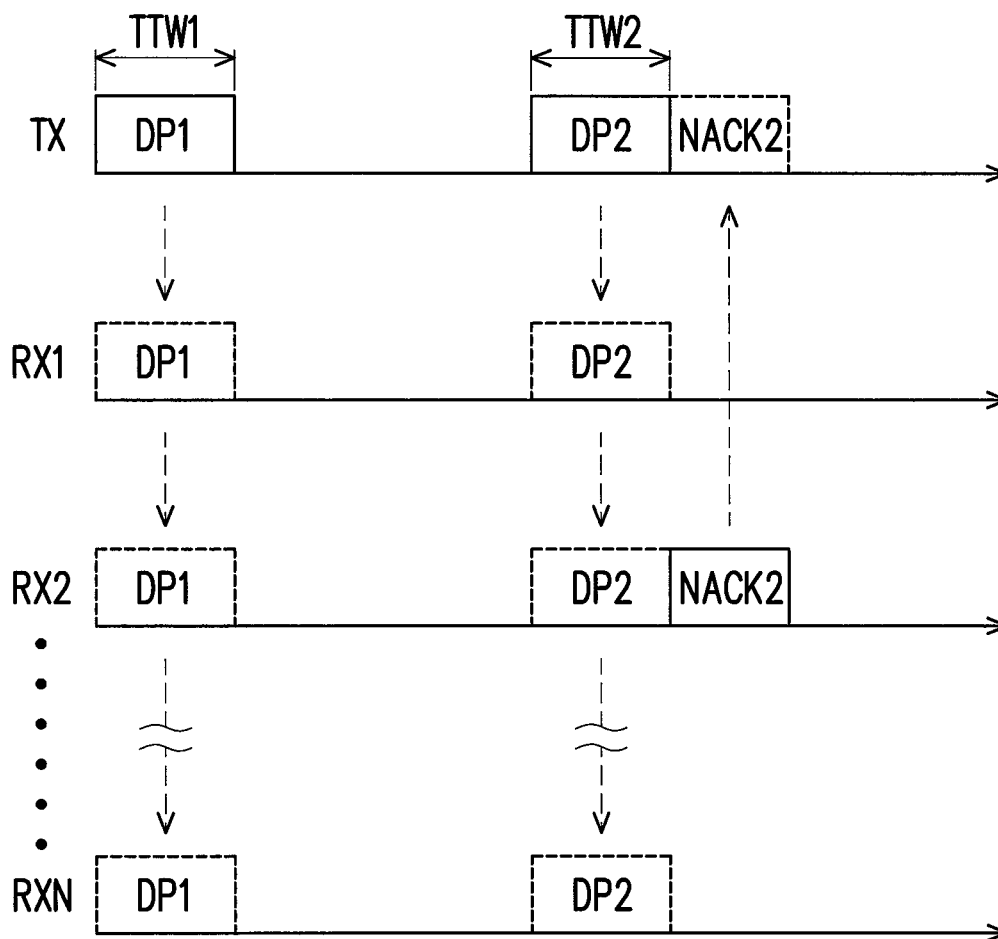 TTW1 TTW2
TX DP1 DP2 NACK2
RX1 DP1 DP2
RX2 DP1 DP2 NACK2
RXN DP1 DP2